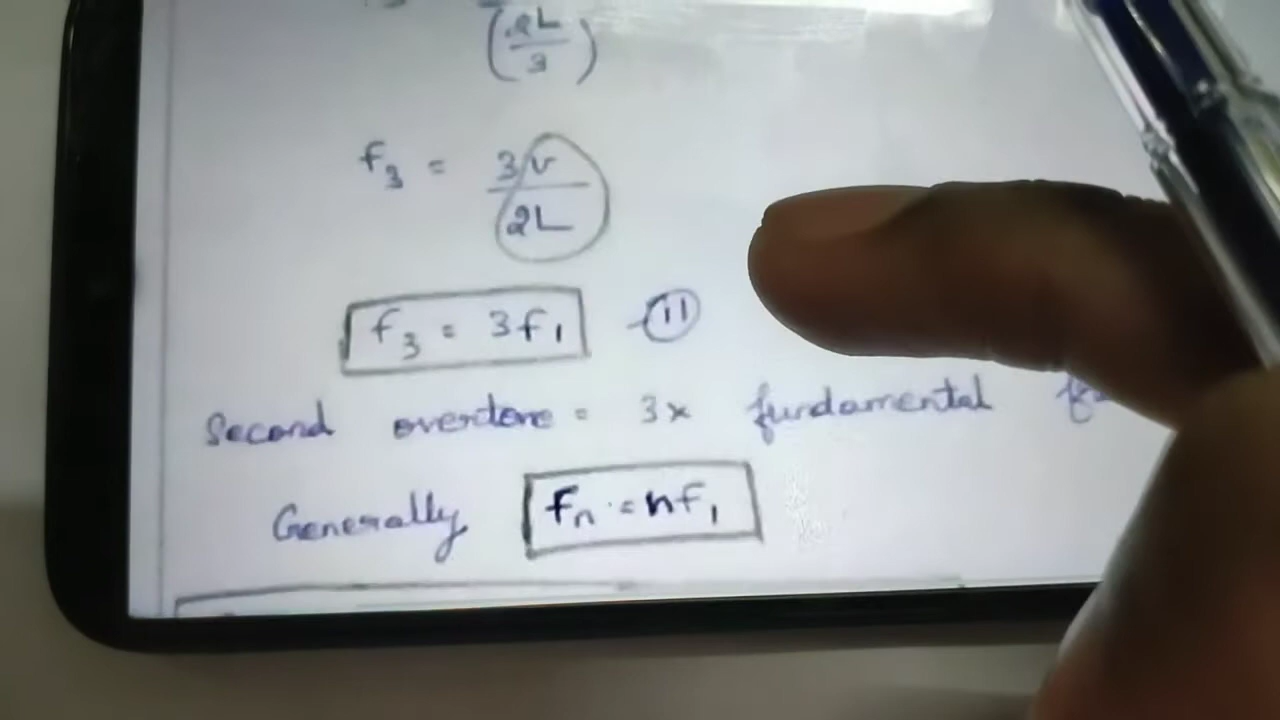 (2L/3)
f₃ = 3v/2L
f₃ = 3f₁ -(11)
Second overtone = 3x fundamental
Generally fₙ = nf₁